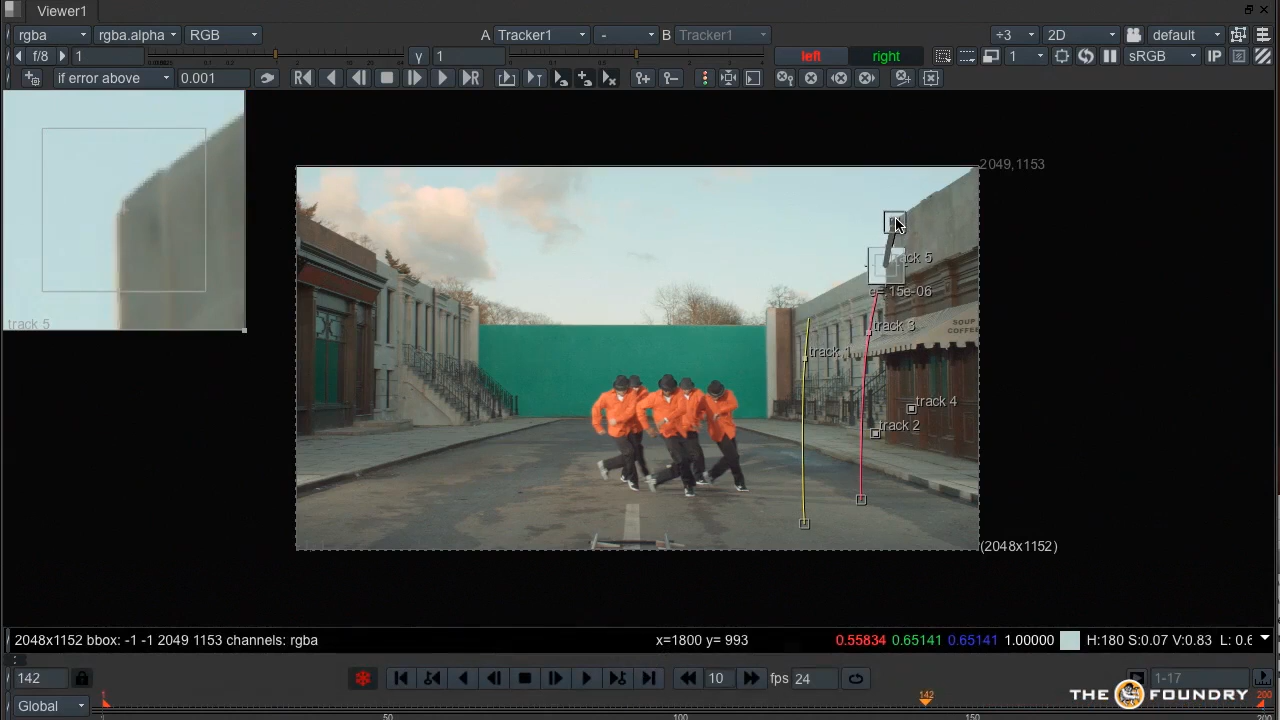 Viewer1
rgba rgba.alpha RGB A Tracker1 - B Tracker1 ÷3 2D default
f/8 1 γ 1 left right 1 sRGB IP
if error above 0.001
2049,1153
track 5
track 3
SOUP
COFFEE
track 4
track 2
track 5
(2048x1152)
2048x1152 bbox: -1 -1 2049 1153 channels: rgba x=1800 y= 993 0.55834 0.65141 0.65141 1.00000 H:180 S:0.07 V:0.83 L: 0.6
142 10 fps 24 1-17
THE FOUNDRY
Global 1 50 100 142 150 200